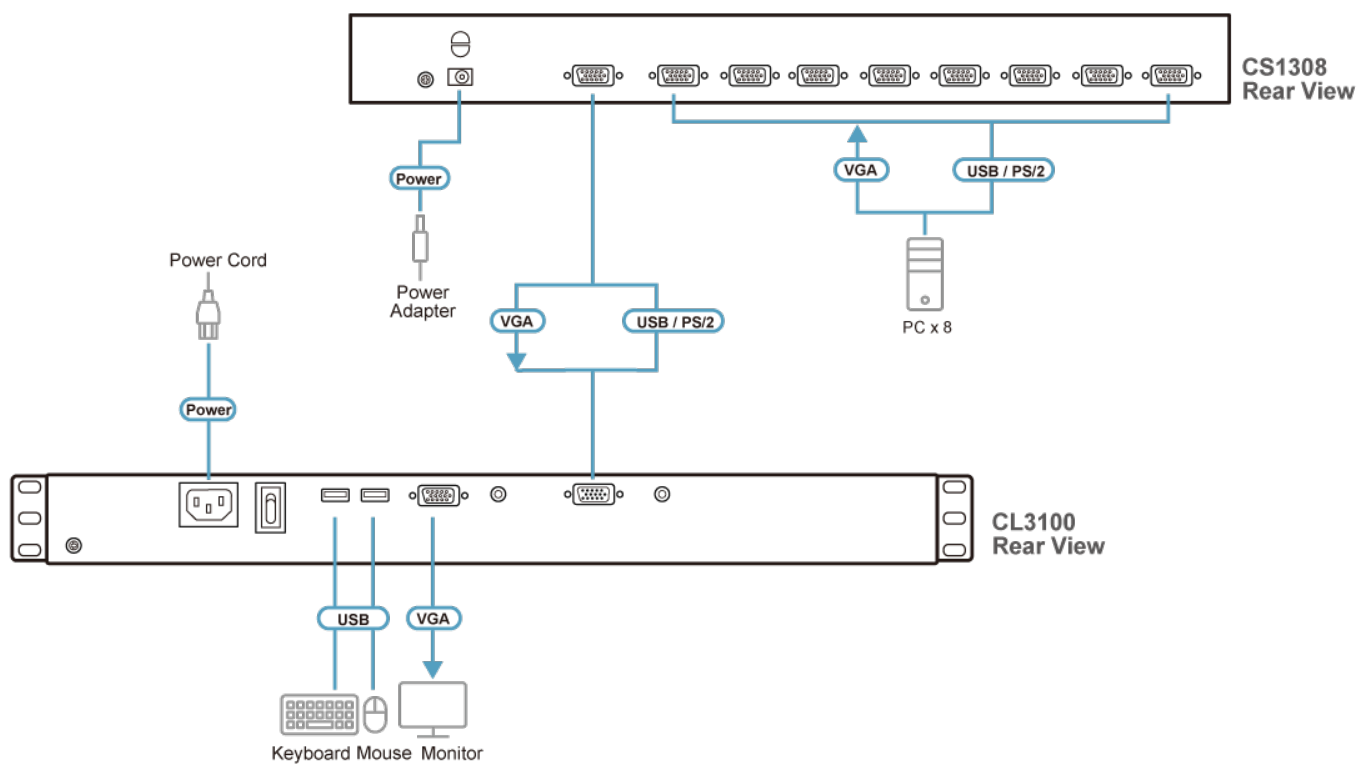 CS1308
Rear View
VGA
USB / PS/2
Power
PC x 8
Power Cord
Power
Adapter
VGA
USB / PS/2
Power
CL3100
Rear View
USB
VGA
Keyboard Mouse Monitor